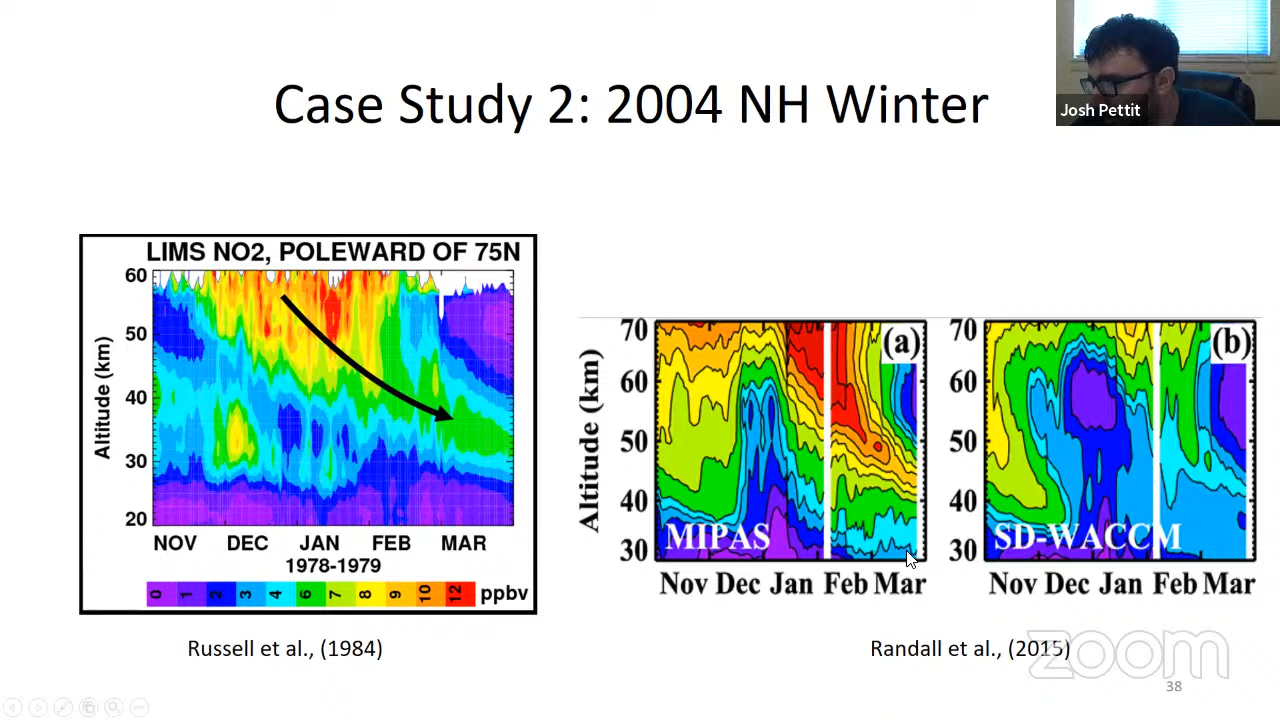 Case Study 2: 2004 NH Winter
Josh Pettit
LIMS NO2, POLEWARD OF 75N
Altitude (km)
60
50
40
30
20
NOV DEC JAN FEB MAR
1978-1979
0 1 2 3 4 6 7 8 9 10 12 ppbv
Russell et al., (1984)
Altitude (km)
70
60
50
40
30
(a)
MIPAS
Nov Dec Jan Feb Mar
70
60
50
40
30
(b)
SD-WACCM
Nov Dec Jan Feb Mar
Randall et al., (2015)
zoom
38